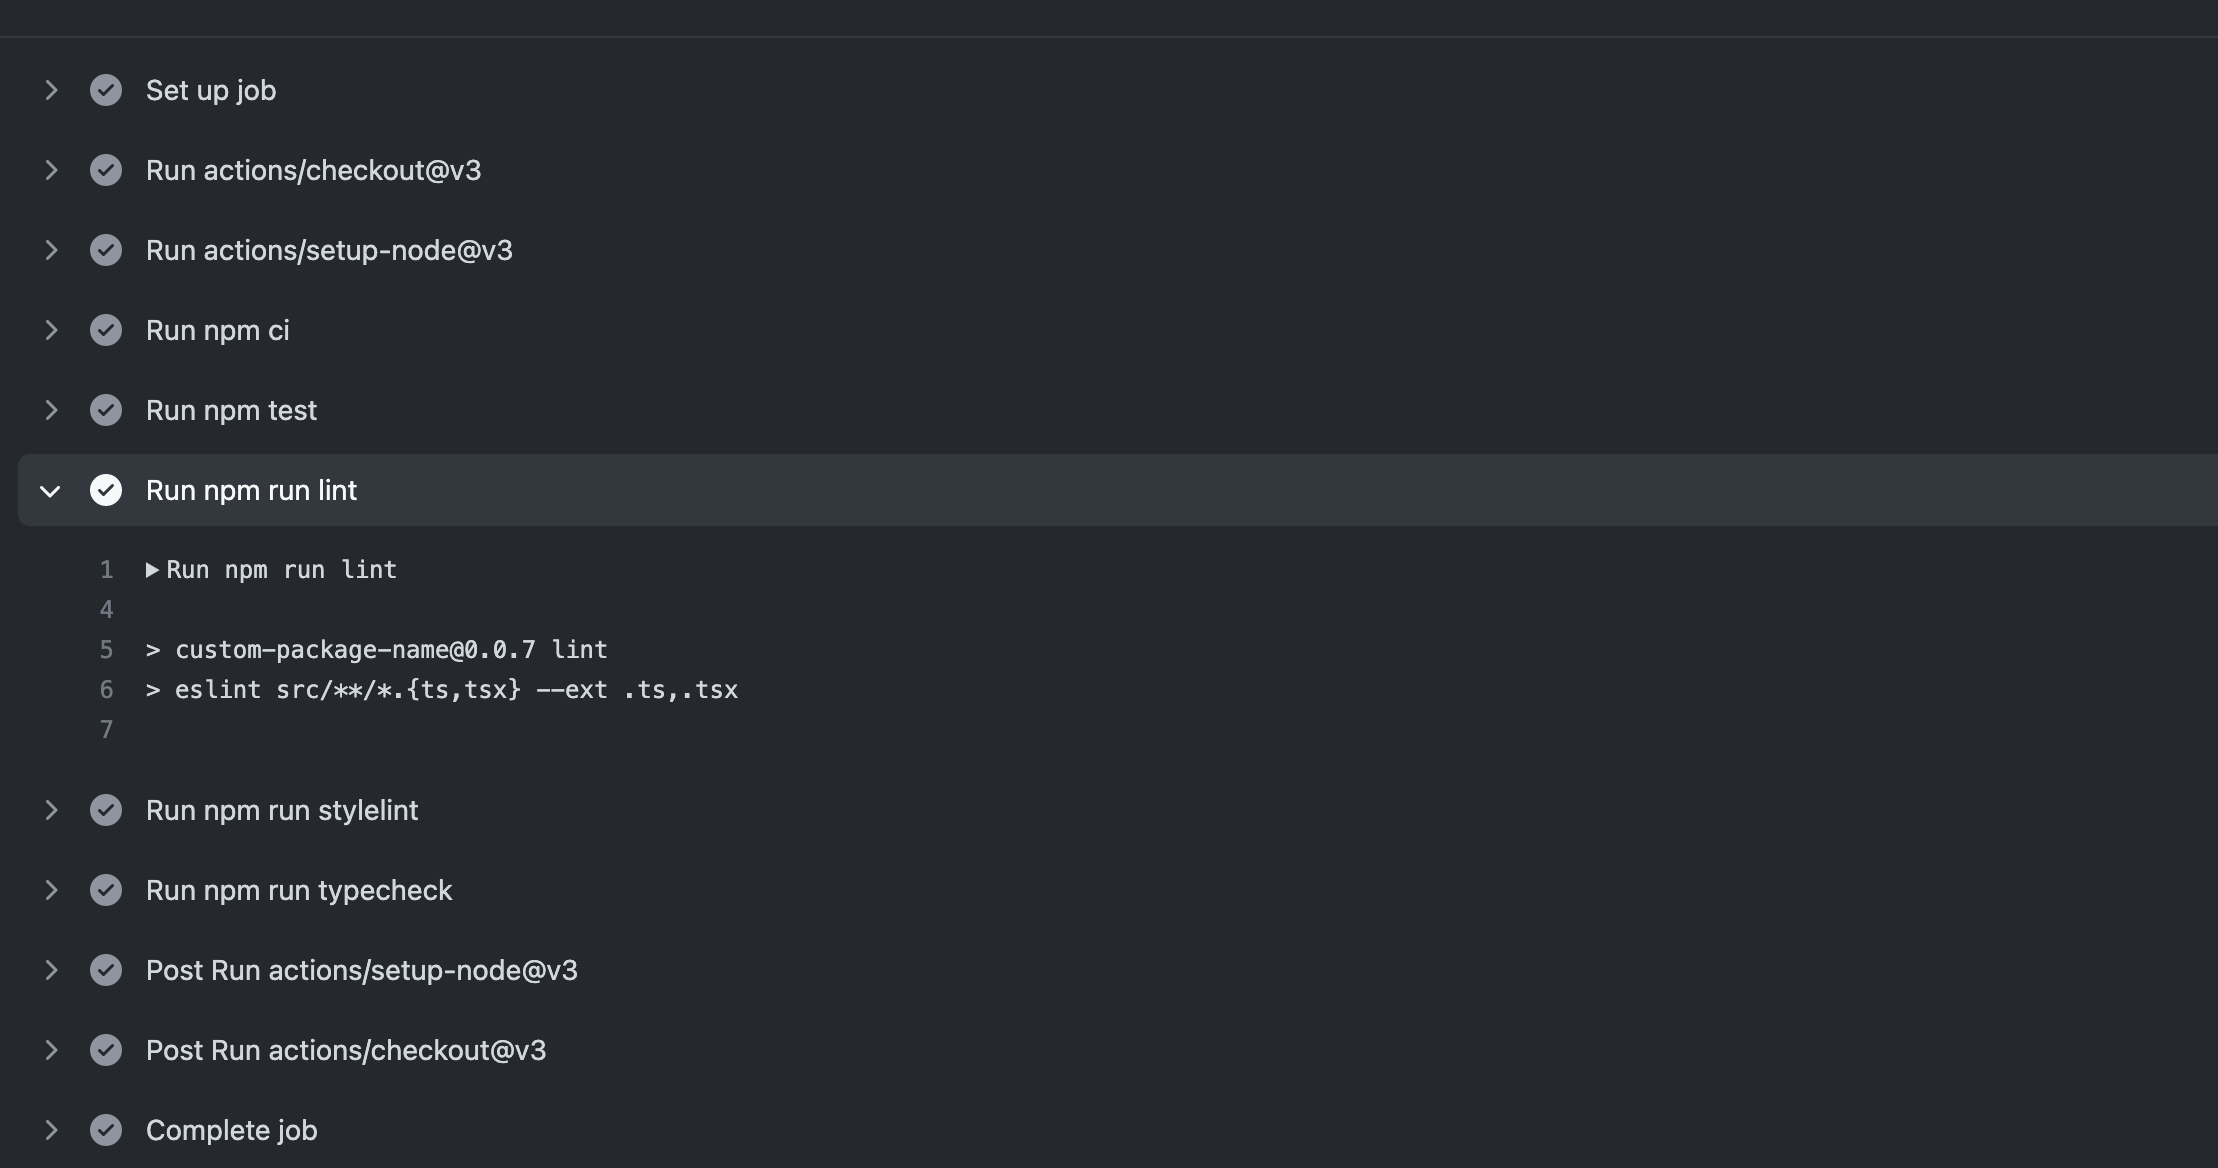 Set up job
Run actions/checkout@v3
Run actions/setup-node@v3
Run npm ci
Run npm test
Run npm run lint
1 Run npm run lint
4
5 > custom-package-name@0.0.7 lint
6 > eslint src/**/*.{ts,tsx} --ext .ts,.tsx
7
Run npm run stylelint
Run npm run typecheck
Post Run actions/setup-node@v3
Post Run actions/checkout@v3
Complete job